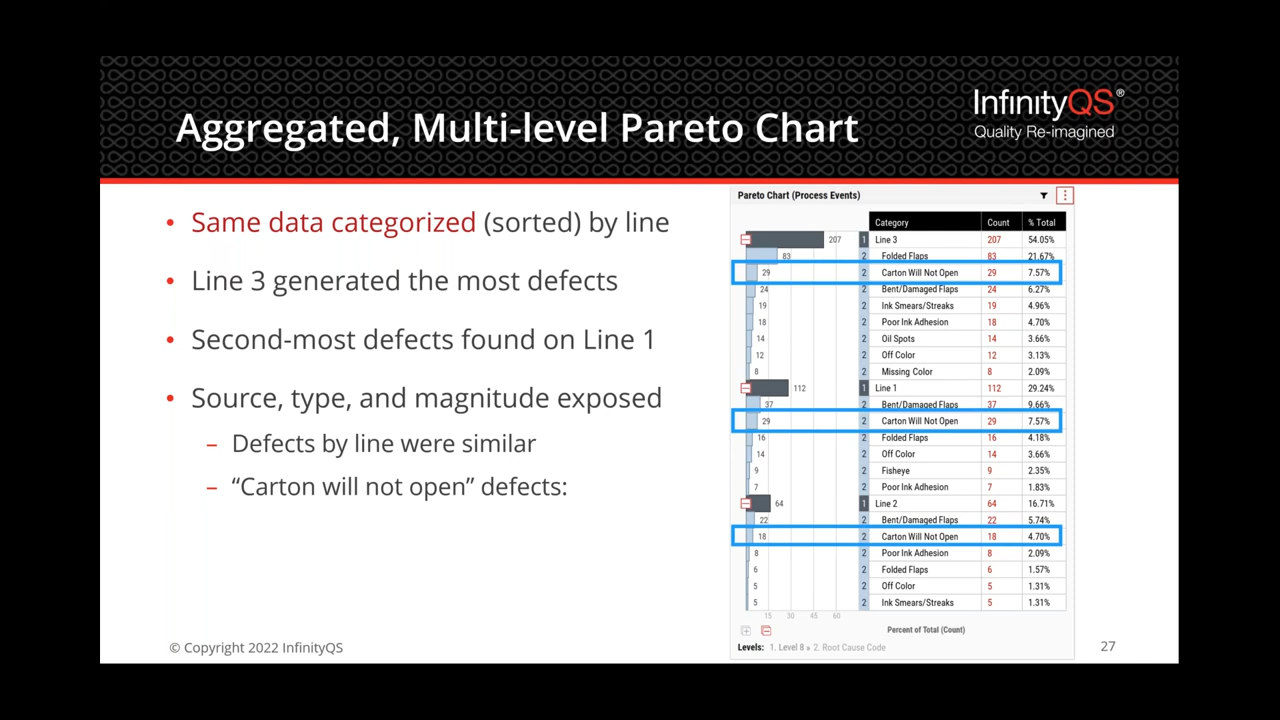 InfinityQS®
Quality Re-imagined
Aggregated, Multi-level Pareto Chart
• Same data categorized (sorted) by line
• Line 3 generated the most defects
• Second-most defects found on Line 1
• Source, type, and magnitude exposed
– Defects by line were similar
– “Carton will not open” defects:
Pareto Chart (Process Events)
Category Count % Total
207 1 Line 3 207 54.05%
83 2 Folded Flaps 83 21.67%
29 2 Carton Will Not Open 29 7.57%
24 2 Bent/Damaged Flaps 24 6.27%
19 2 Ink Smears/Streaks 19 4.96%
18 2 Poor Ink Adhesion 18 4.70%
14 2 Oil Spots 14 3.66%
12 2 Off Color 12 3.13%
8 2 Missing Color 8 2.09%
112 1 Line 1 112 29.24%
37 2 Bent/Damaged Flaps 37 9.66%
29 2 Carton Will Not Open 29 7.57%
16 2 Folded Flaps 16 4.18%
14 2 Off Color 14 3.66%
9 2 Fisheye 9 2.35%
7 2 Poor Ink Adhesion 7 1.83%
64 1 Line 2 64 16.71%
22 2 Bent/Damaged Flaps 22 5.74%
18 2 Carton Will Not Open 18 4.70%
8 2 Poor Ink Adhesion 8 2.09%
6 2 Folded Flaps 6 1.57%
5 2 Off Color 5 1.31%
5 2 Ink Smears/Streaks 5 1.31%
15 30 45 60
Percent of Total (Count)
Levels: 1. Level 8 » 2. Root Cause Code
© Copyright 2022 InfinityQS
27